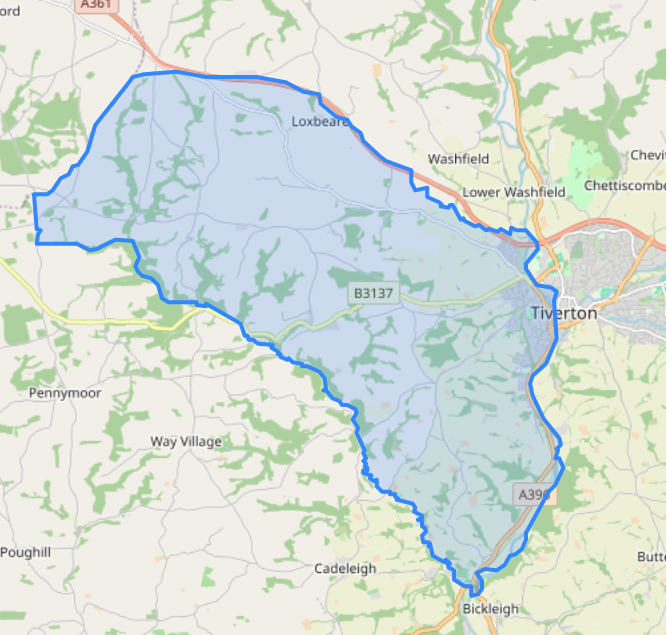 A361
ord
Loxbeare
Washfield
Chevit
Lower Washfield
Chettiscombe
B3137
Tiverton
Pennymoor
Way Village
A396
Poughill
Cadeleigh
Butte
Bickleigh